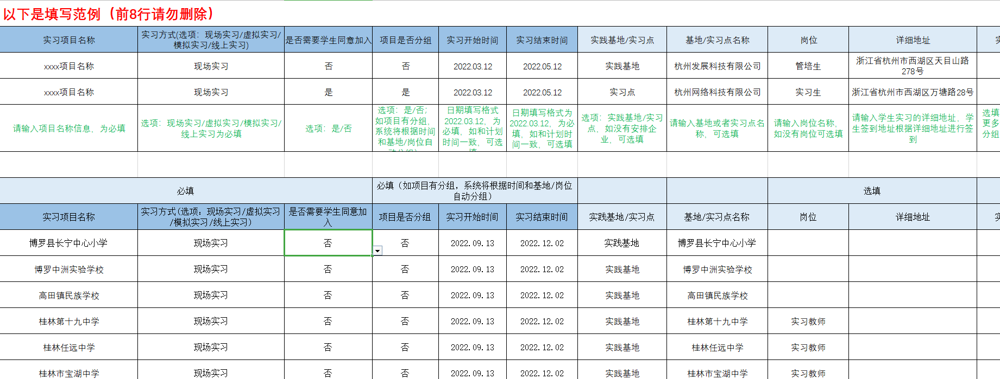 以下是填写范例（前8行请勿删除）
实习项目名称
实习方式(选项：现场实习/虚拟实习/
模拟实习/线上实习)
是否需要学生同意加入
项目是否分组
实习开始时间
实习结束时间
实践基地/实习点
基地/实习点名称
岗位
详细地址
xxxx项目名称
现场实习
否
否
2022.03.12
2022.05.12
实践基地
杭州发展科技有限公司
管培生
浙江省杭州市西湖区天目山路
278号
xxxx项目名称
现场实习
是
是
2022.03.12
2022.05.12
实习点
杭州网络科技有限公司
实习生
浙江省杭州市西湖区万塘路28号
请输入项目名称信息，为必填
选项：现场实习/虚拟实习/模拟实习/
线上实习为必填
选项：是/否
选项：是/否；
如项目有分组，
系统将根据时间
和基地/岗位自
动分组）
日期填写格式
2022.03.12，为
必填，如和计划
时间一致，可选
填
日期填写格式为
2022.03.12，为必
填，如和计划时
间一致，可选填
选项：实践基地/实习
点，如没有安排企
业，可选填
请输入基地或者实习点名
称，可选填
请输入岗位名称，
如没有岗位可选填
请输入学生实习的详细地址，学
生签到地址根据详细地址进行签
到
选填
更多
分组
必填
必填（如项目有分组，系统将根据时间和基地/岗位
自动分组）
选填
实习项目名称
实习方式(选项：现场实习/虚拟实习
/模拟实习/线上实习）
是否需要学生同意加
入
项目是否分组
实习开始时间
实习结束时间
实践基地/实习点
基地/实习点名称
岗位
详细地址
博罗县长宁中心小学
现场实习
否
否
2022.09.13
2022.12.02
实践基地
博罗县长宁中心小学
博罗中洲实验学校
现场实习
否
否
2022.09.13
2022.12.02
实践基地
博罗中洲实验学校
高田镇民族学校
现场实习
否
否
2022.09.13
2022.12.02
实践基地
高田镇民族学校
桂林第十九中学
现场实习
否
否
2022.09.13
2022.12.02
实践基地
桂林第十九中学
实习教师
桂林任远中学
现场实习
否
否
2022.09.13
2022.12.02
实践基地
桂林任远中学
实习教师
桂林市宝湖中学
现场实习
否
否
2022.09.13
2022.12.02
实践基地
桂林市宝湖中学
实习教师